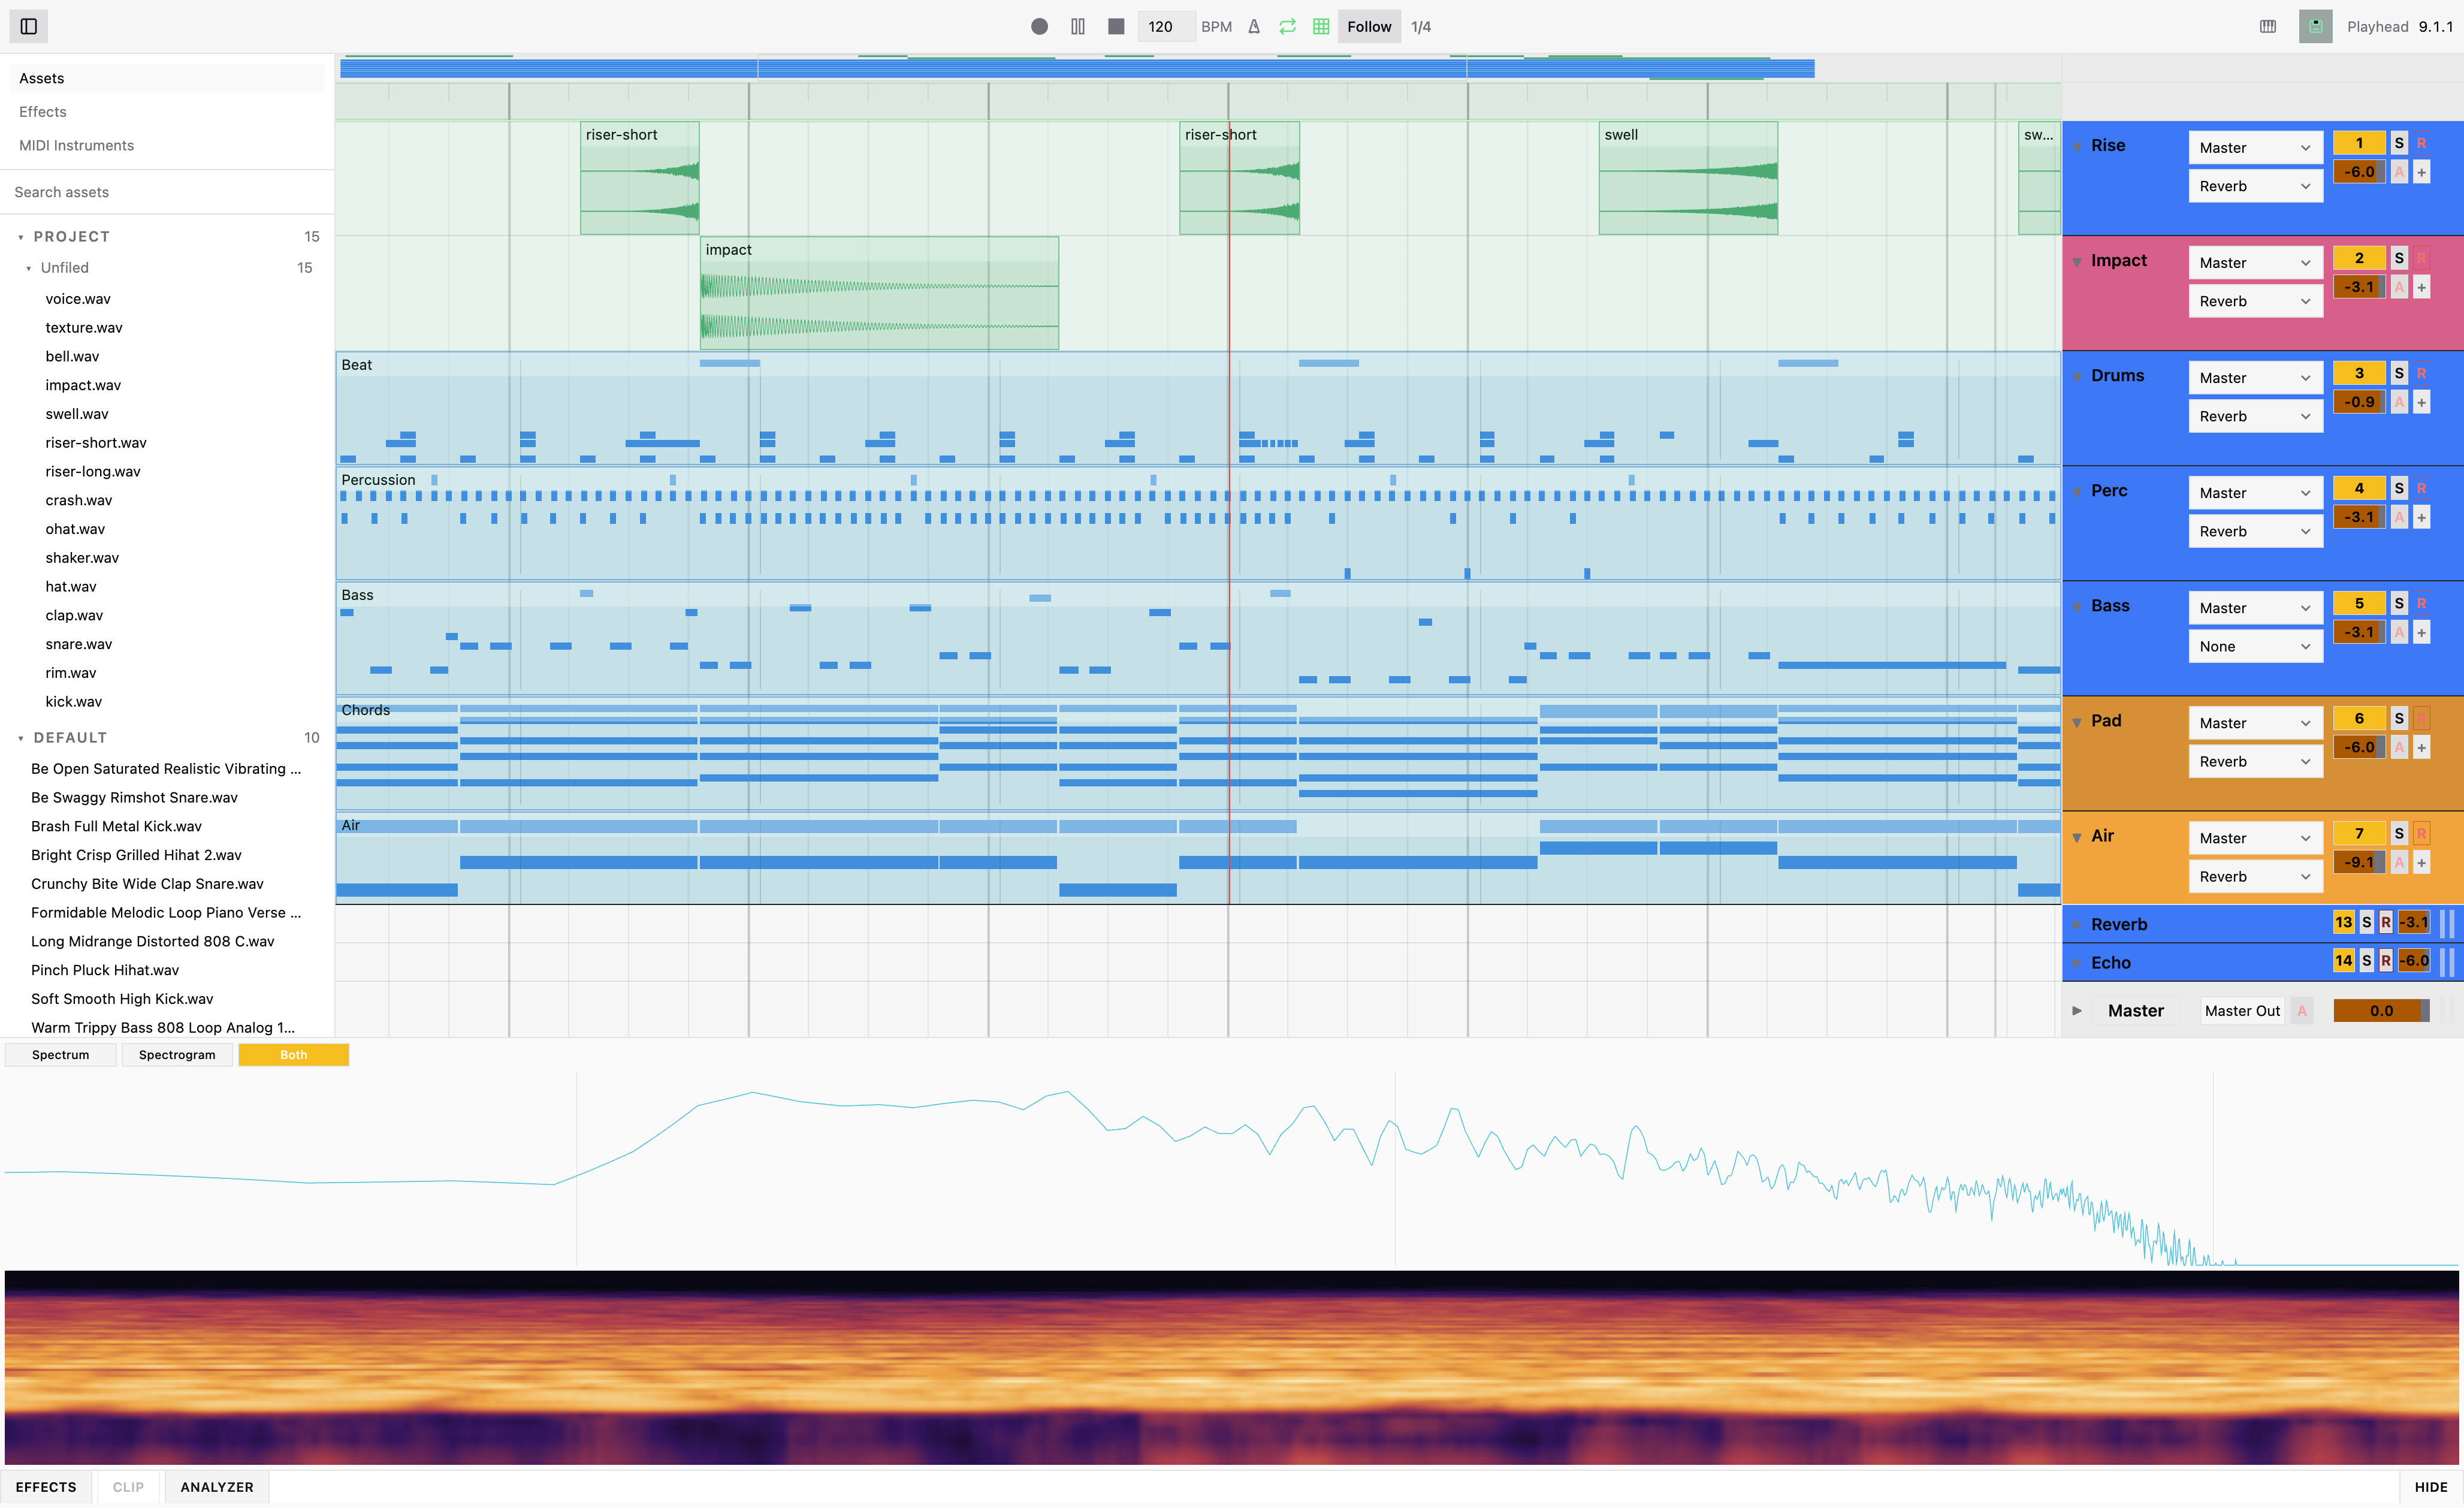 120 BPM Follow 1/4 Playhead 9.1.1
Assets
Effects
MIDI Instruments
Search assets
PROJECT 15
Unfiled 15
voice.wav
texture.wav
bell.wav
impact.wav
swell.wav
riser-short.wav
riser-long.wav
crash.wav
ohat.wav
shaker.wav
hat.wav
clap.wav
snare.wav
rim.wav
kick.wav
DEFAULT 10
Be Open Saturated Realistic Vibrating ...
Be Swaggy Rimshot Snare.wav
Brash Full Metal Kick.wav
Bright Crisp Grilled Hihat 2.wav
Crunchy Bite Wide Clap Snare.wav
Formidable Melodic Loop Piano Verse ...
Long Midrange Distorted 808 C.wav
Pinch Pluck Hihat.wav
Soft Smooth High Kick.wav
Warm Trippy Bass 808 Loop Analog 1...
riser-short riser-short swell sw...
impact
Beat
Percussion
Bass
Chords
Air
Rise Master 1 S R
Reverb -6.0 A +
Impact Master 2 S R
Reverb -3.1 A +
Drums Master 3 S R
Reverb -0.9 A +
Perc Master 4 S R
Reverb -3.1 A +
Bass Master 5 S R
None -3.1 A +
Pad Master 6 S R
Reverb -6.0 A +
Air Master 7 S R
Reverb -9.1 A +
Reverb 13 S R -3.1
Echo 14 S R -6.0
Master Master Out A 0.0
Spectrum Spectrogram Both
EFFECTS CLIP ANALYZER HIDE